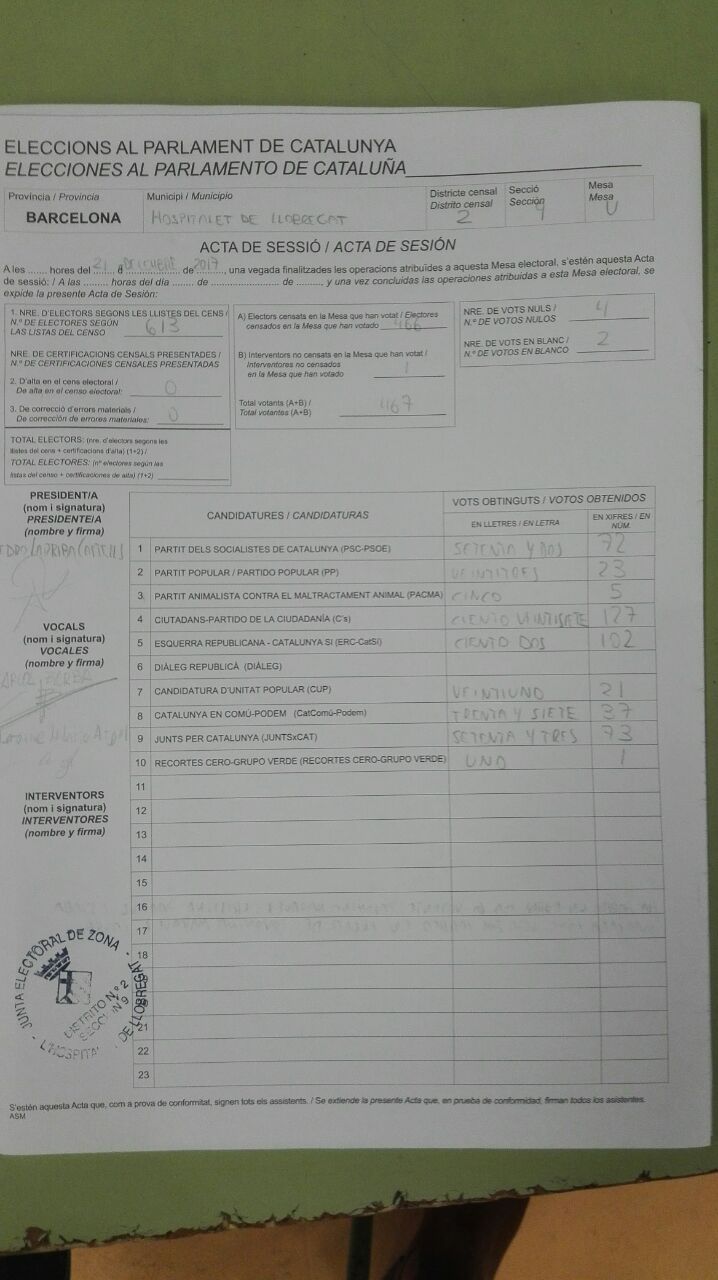 ELECCIONS AL PARLAMENT DE CATALUNYA
ELECCIONES AL PARLAMENTO DE CATALUÑA
Província / Provincia
BARCELONA
Municipi / Municipio
HOSPITALET DE LLOBREGAT
Districte censal
Distrito censal
2
Secció
Sección
9
Mesa
Mesa
U
ACTA DE SESSIÓ / ACTA DE SESIÓN
A les ....... hores del 21 d DICIEMBRE de 2017, una vegada finalitzades les operacions atribuïdes a aquesta Mesa electoral, s'estén aquesta Acta
de sessió: / A las ......... horas del día ....... de .................... de ........, y una vez concluidas las operaciones atribuidas a esta Mesa electoral, se
expide la presente Acta de Sesión:
1. NRE. D'ELECTORS SEGONS LES LLISTES DEL CENS /
N.º DE ELECTORES SEGÚN
LAS LISTAS DEL CENSO 613
NRE. DE CERTIFICACIONS CENSALS PRESENTADES /
N.º DE CERTIFICACIONES CENSALES PRESENTADAS
2. D'alta en el cens electoral /
De alta en el censo electoral: 0
3. De correcció d'errors materials /
De corrección de errores materiales: 0
TOTAL ELECTORS: (nre. d'electors segons les
llistes del cens + certificacions d'alta) (1+2) /
TOTAL ELECTORES: (nº electores según las
listas del censo + certificaciones de alta) (1+2)
A) Electors censats en la Mesa que han votat / Electores
censados en la Mesa que han votado 466
B) Interventors no censats en la Mesa que han votat /
Interventores no censados
en la Mesa que han votado 1
Total votants (A+B) /
Total votantes (A+B) 467
NRE. DE VOTS NULS /
N.º DE VOTOS NULOS 4
NRE. DE VOTS EN BLANC /
N.º DE VOTOS EN BLANCO 2
PRESIDENT/A
(nom i signatura)
PRESIDENTE/A
(nombre y firma)
VOCALS
(nom i signatura)
VOCALES
(nombre y firma)
INTERVENTORS
(nom i signatura)
INTERVENTORES
(nombre y firma)
CANDIDATURES / CANDIDATURAS
VOTS OBTINGUTS / VOTOS OBTENIDOS
EN LLETRES / EN LETRA
EN XIFRES / EN
NÚM.
1 PARTIT DELS SOCIALISTES DE CATALUNYA (PSC-PSOE) SETENTA Y DOS 72
2 PARTIT POPULAR / PARTIDO POPULAR (PP) VEINTITRES 23
3 PARTIT ANIMALISTA CONTRA EL MALTRACTAMENT ANIMAL (PACMA) CINCO 5
4 CIUTADANS-PARTIDO DE LA CIUDADANÍA (C's) CIENTO VEINTISIETE 127
5 ESQUERRA REPUBLICANA - CATALUNYA SÍ (ERC-CatSí) CIENTO DOS 102
6 DIÀLEG REPUBLICÀ (DIÀLEG)
7 CANDIDATURA D'UNITAT POPULAR (CUP) VEINTIUNO 21
8 CATALUNYA EN COMÚ-PODEM (CatComú-Podem) TRENTA Y SIETE 37
9 JUNTS PER CATALUNYA (JUNTSxCAT) SETENTA Y TRES 73
10 RECORTES CERO-GRUPO VERDE (RECORTES CERO-GRUPO VERDE) UNO 1
11
12
13
14
15
16
17
18
21
22
23
JUNTA ELECTORAL DE ZONA
DISTRITO N.º 2
SECCIÓN 9
L'HOSPITA DE LLOBREGAT
S'estén aquesta Acta que, com a prova de conformitat, signen tots els assistents. / Se extiende la presente Acta que, en prueba de conformidad, firman todos los asistentes.
ASM